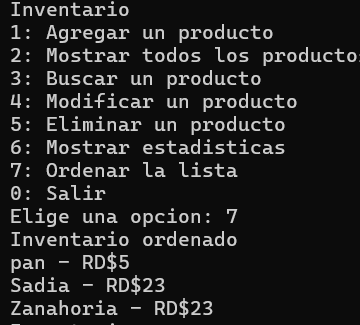 Inventario
1: Agregar un producto
2: Mostrar todos los productos
3: Buscar un producto
4: Modificar un producto
5: Eliminar un producto
6: Mostrar estadisticas
7: Ordenar la lista
0: Salir
Elige una opcion: 7
Inventario ordenado
pan - RD$5
Sadia - RD$23
Zanahoria - RD$23